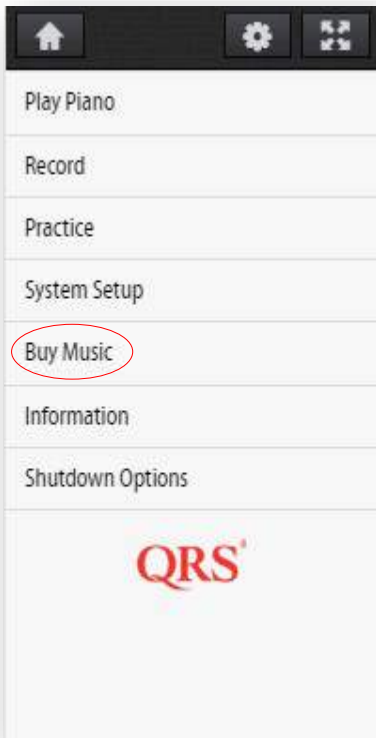 Play Piano
Record
Practice
System Setup
Buy Music
Information
Shutdown Options
QRS®